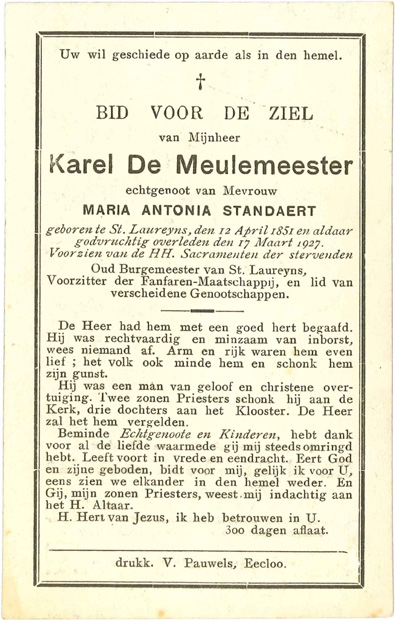 Uw wil geschiede op aarde als in den hemel.
†
BID VOOR DE ZIEL
van Mijnheer
Karel De Meulemeester
echtgenoot van Mevrouw
MARIA ANTONIA STANDAERT
geboren te St. Laureyns, den 12 April 1851 en aldaar
godvruchtig overleden den 17 Maart 1927.
Voorzien van de HH. Sacramenten der stervenden
Oud Burgemeester van St. Laureyns,
Voorzitter der Fanfaren-Maatschappij, en lid van
verscheidene Genootschappen.
De Heer had hem met een goed hert begaafd.
Hij was rechtvaardig en minzaam van inborst,
wees niemand af. Arm en rijk waren hem even
lief ; het volk ook minde hem en schonk hem
zijn gunst.
Hij was een man van geloof en christene over-
tuiging. Twee zonen Priesters schonk hij aan de
Kerk, drie dochters aan het Klooster. De Heer
zal het hem vergelden.
Beminde Echtgenoote en Kinderen, hebt dank
voor al de liefde waarmede gij mij steeds omringd
hebt. Leeft voort in vrede en eendracht. Eert God
en zijne geboden, bidt voor mij, gelijk ik voor U,
eens zien we elkander in den hemel weder. En
Gij, mijn zonen Priesters, weest mij indachtig aan
het H. Altaar.
H. Hert van Jezus, ik heb betrouwen in U.
300 dagen aflaat.
drukk. V. Pauwels, Eecloo.